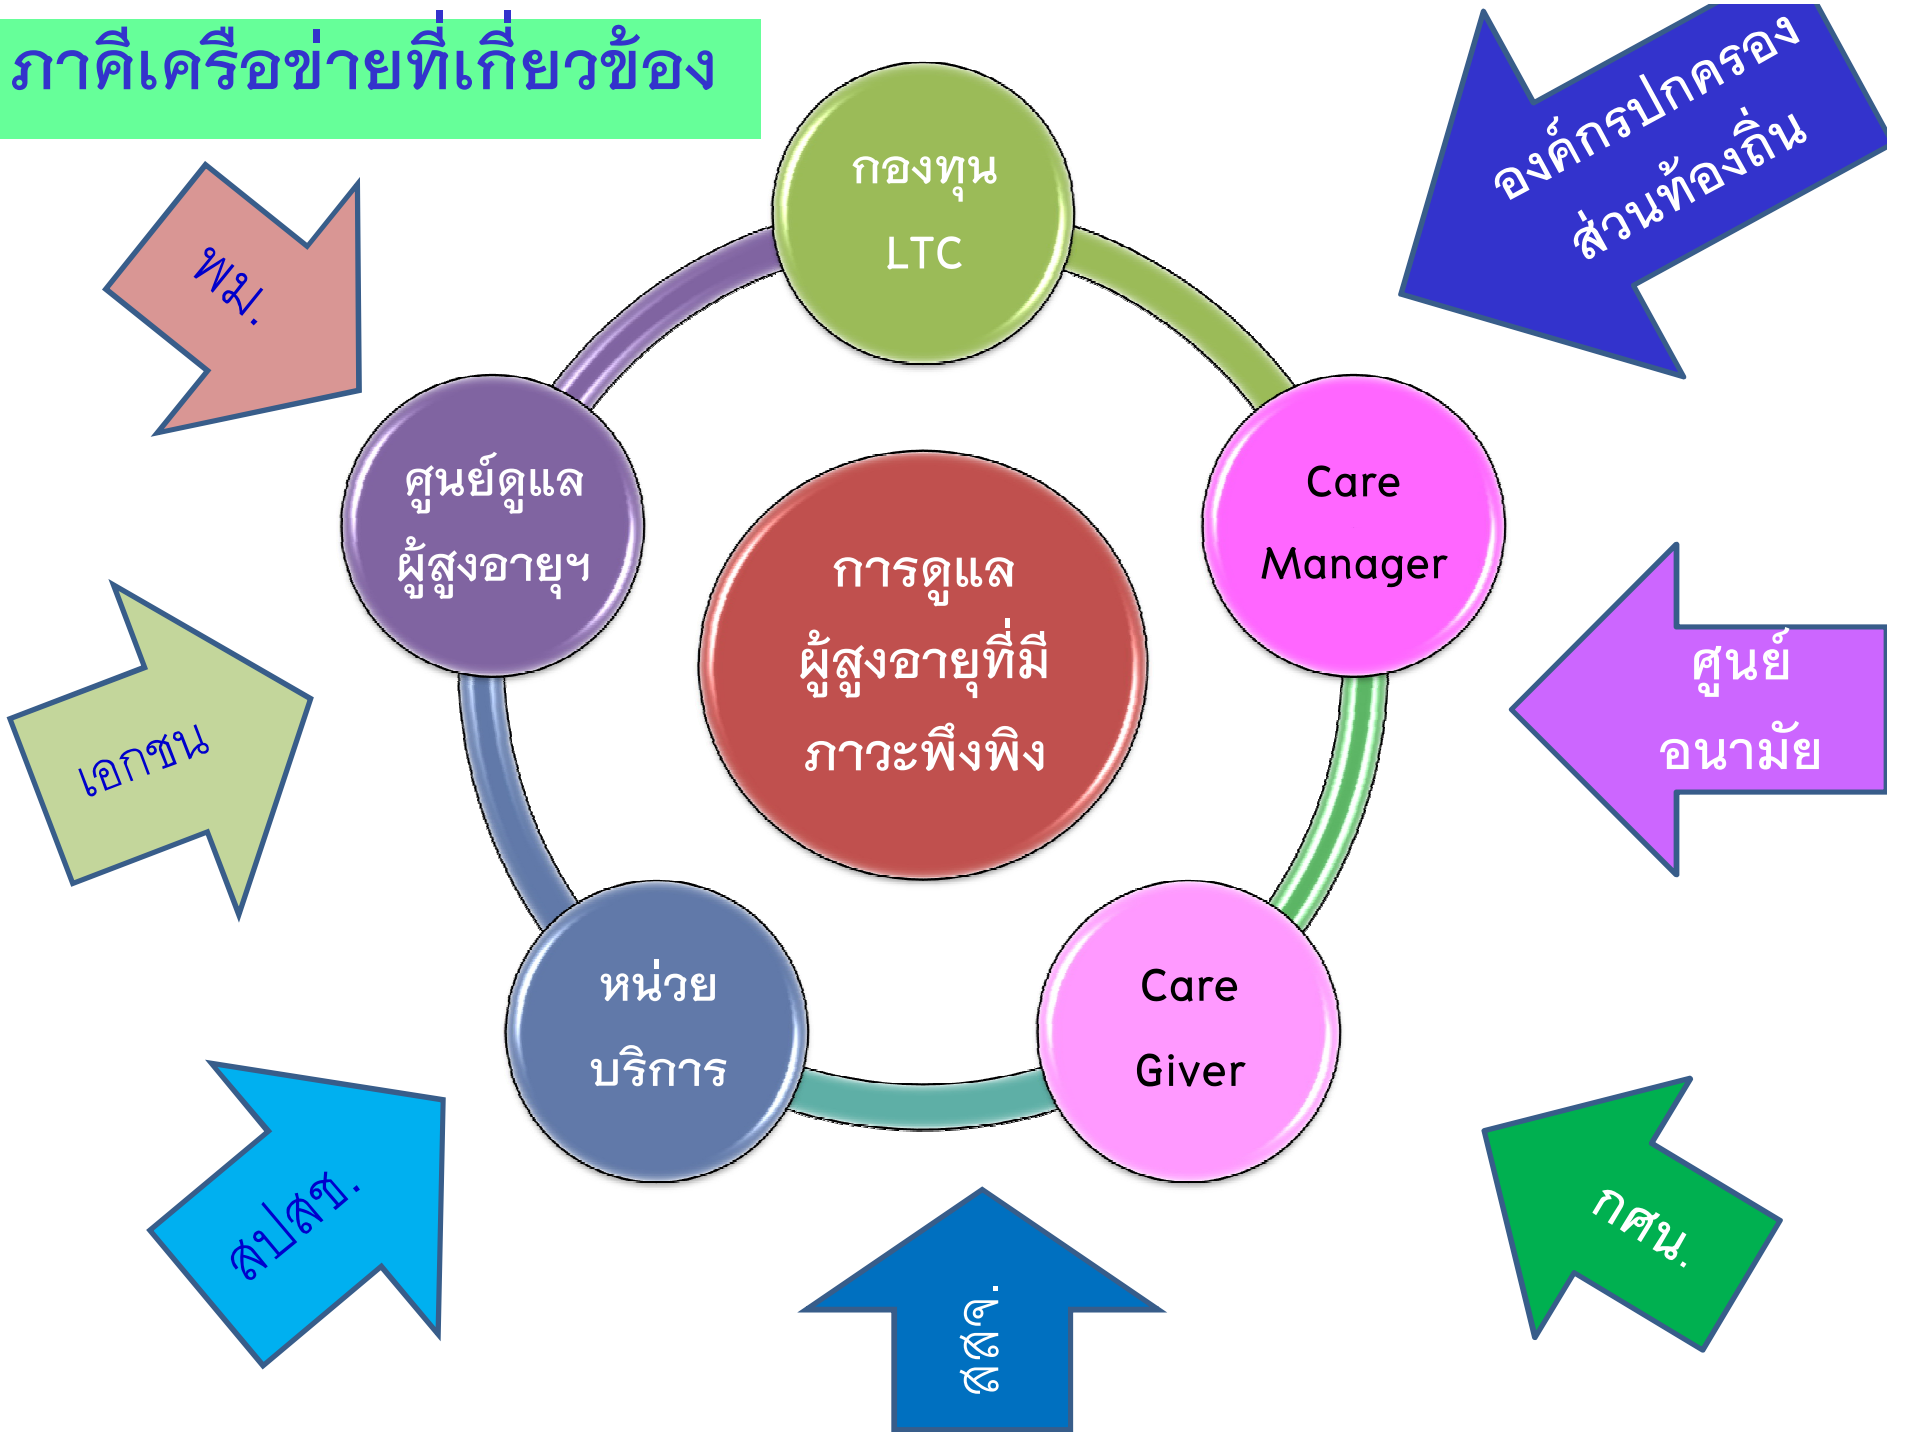 ภาคีเครือข่ายที่เกี่ยวข้อง
องค์กรปกครอง
ส่วนท้องถิ่น
กองทุน
LTC
พม.
ศูนย์ดูแล
ผู้สูงอายุฯ
Care
Manager
การดูแล
ผู้สูงอายุที่มี
ภาวะพึงพิง
ศูนย์
อนามัย
เอกชน
หน่วย
บริการ
Care
Giver
สปสช.
กศน.
สสจ.